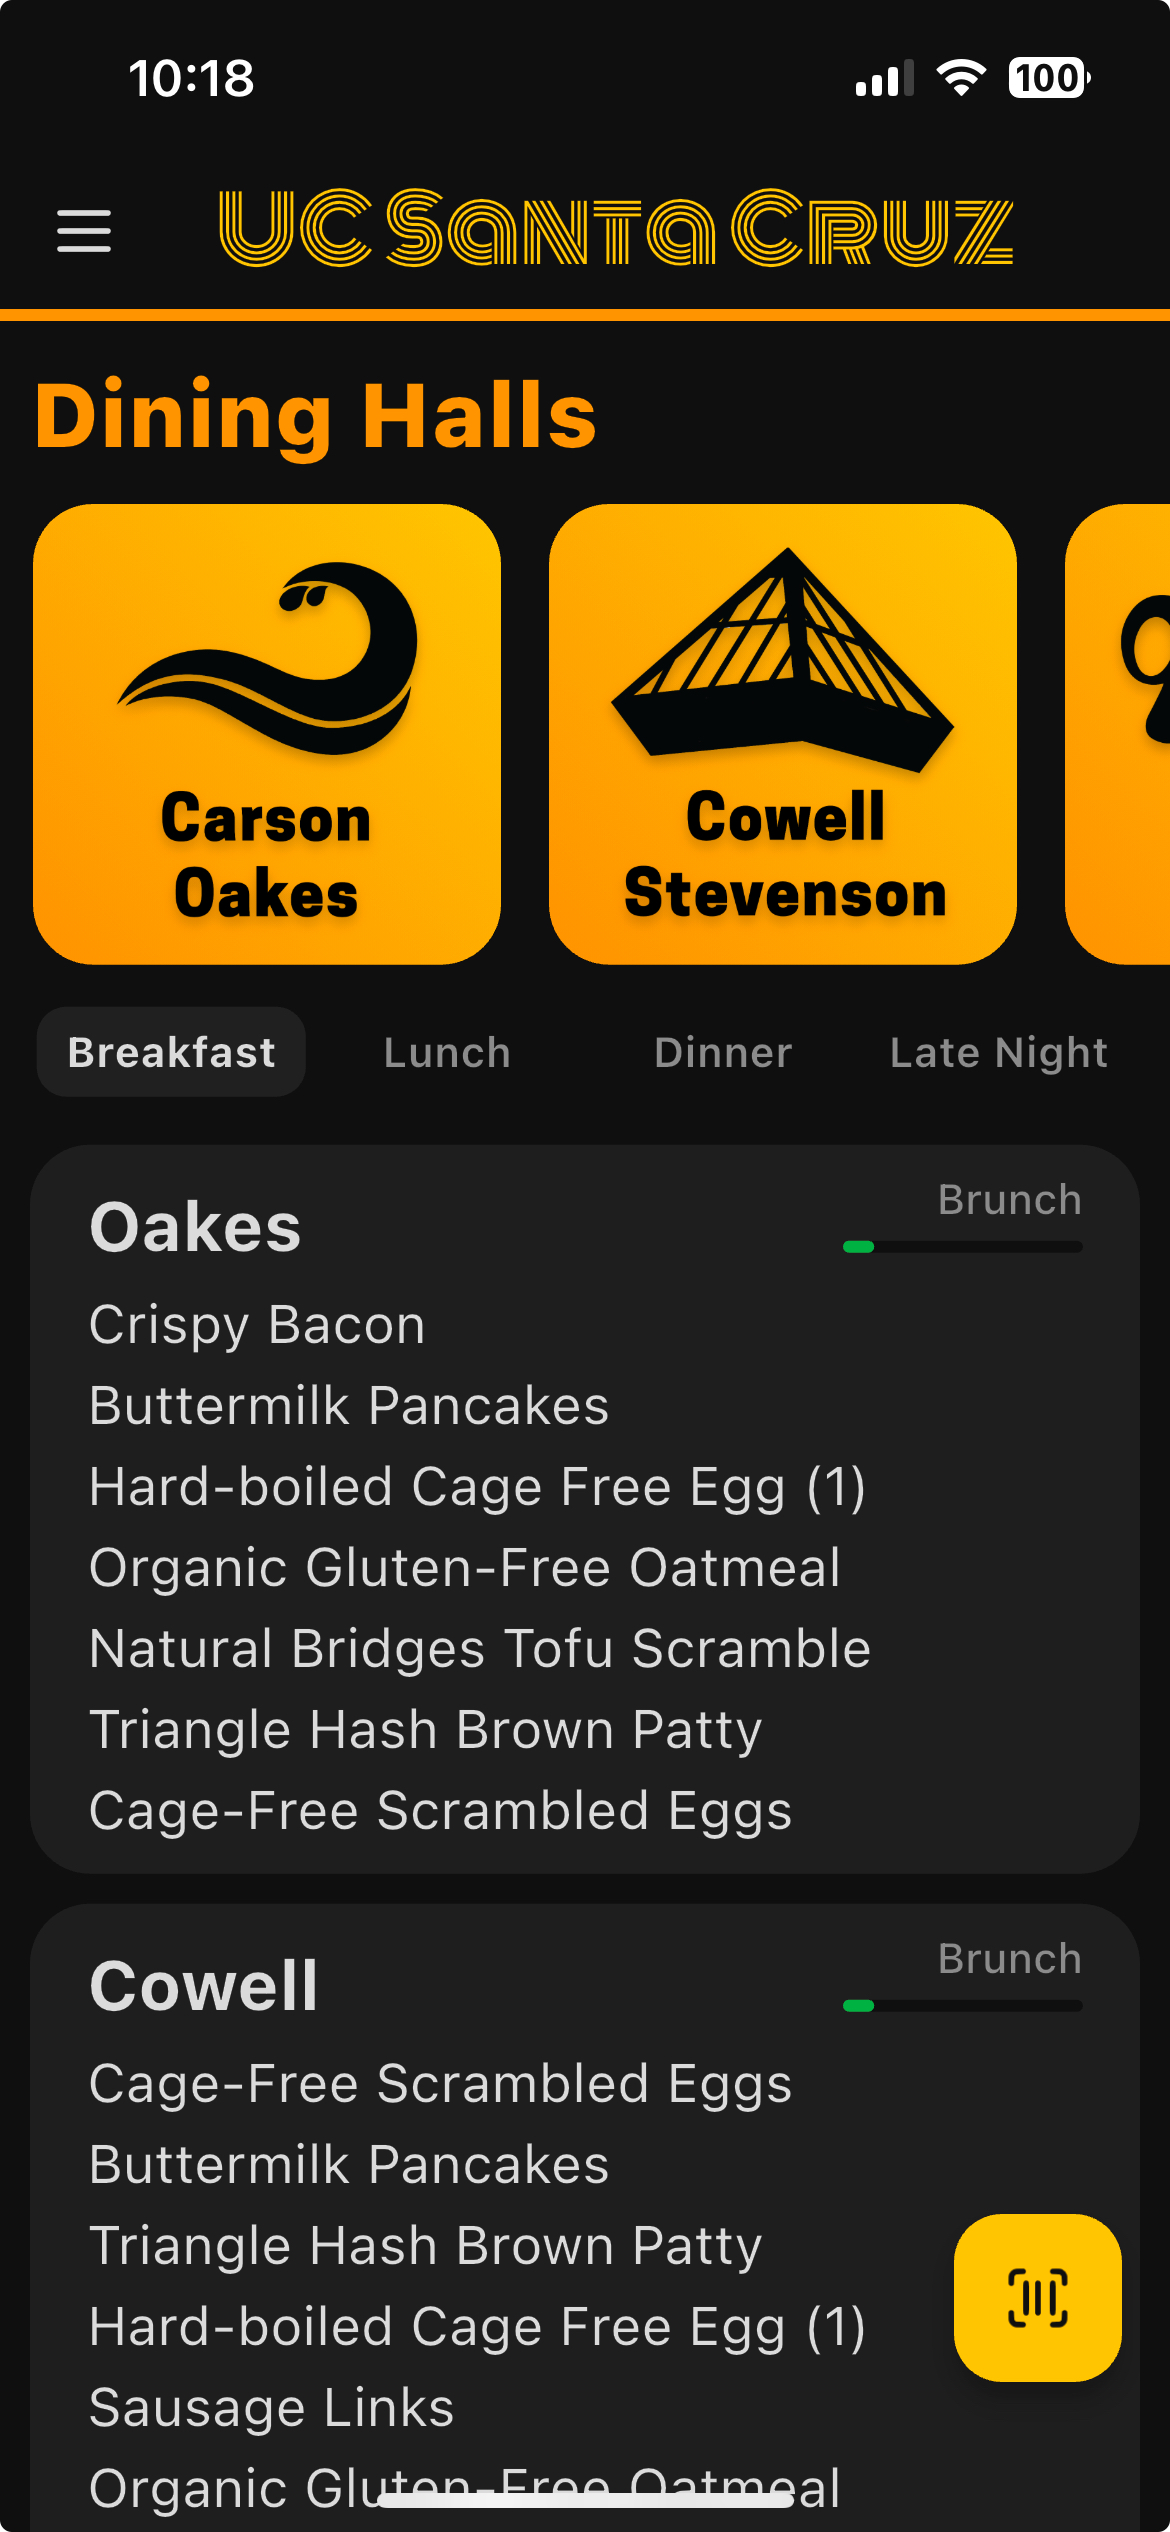 10:18
100
UC Santa Cruz
Dining Halls
Carson
Oakes
Cowell
Stevenson
Breakfast
Lunch
Dinner
Late Night
Oakes
Brunch
Crispy Bacon
Buttermilk Pancakes
Hard-boiled Cage Free Egg (1)
Organic Gluten-Free Oatmeal
Natural Bridges Tofu Scramble
Triangle Hash Brown Patty
Cage-Free Scrambled Eggs
Cowell
Brunch
Cage-Free Scrambled Eggs
Buttermilk Pancakes
Triangle Hash Brown Patty
Hard-boiled Cage Free Egg (1)
Sausage Links
Organic Gluten-Free Oatmeal